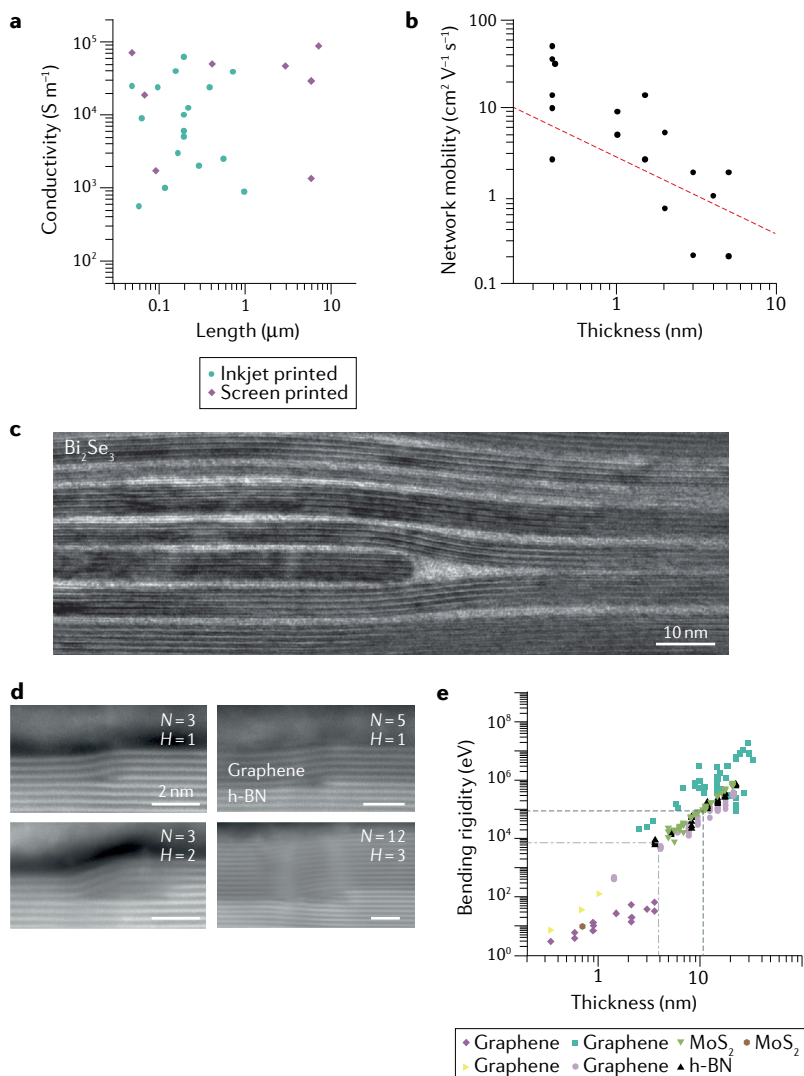 a
Conductivity (S m⁻¹)
10⁵
10⁴
10³
10²
0.1
1
10
Length (μm)
Inkjet printed
Screen printed
b
Network mobility (cm² V⁻¹ s⁻¹)
100
10
1
0.1
1
10
Thickness (nm)
c
Bi₂Se₃
10 nm
d
N = 3
H = 1
2 nm
N = 5
H = 1
Graphene
h-BN
N = 3
H = 2
N = 12
H = 3
e
Bending rigidity (eV)
10⁸
10⁶
10⁴
10²
10⁰
1
10
Thickness (nm)
Graphene Graphene MoS₂ MoS₂
Graphene Graphene h-BN